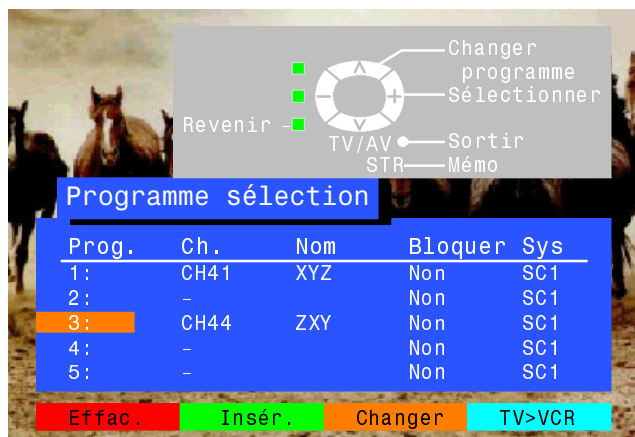 Changer
programme
Sélectionner
Revenir
TV/AV
Sortir
STR
Mémo
Programme sélection
Prog. Ch. Nom Bloquer Sys
1: CH41 XYZ Non SC1
2: – Non SC1
3: CH44 ZXY Non SC1
4: – Non SC1
5: – Non SC1
Effac. Insér. Changer TV>VCR